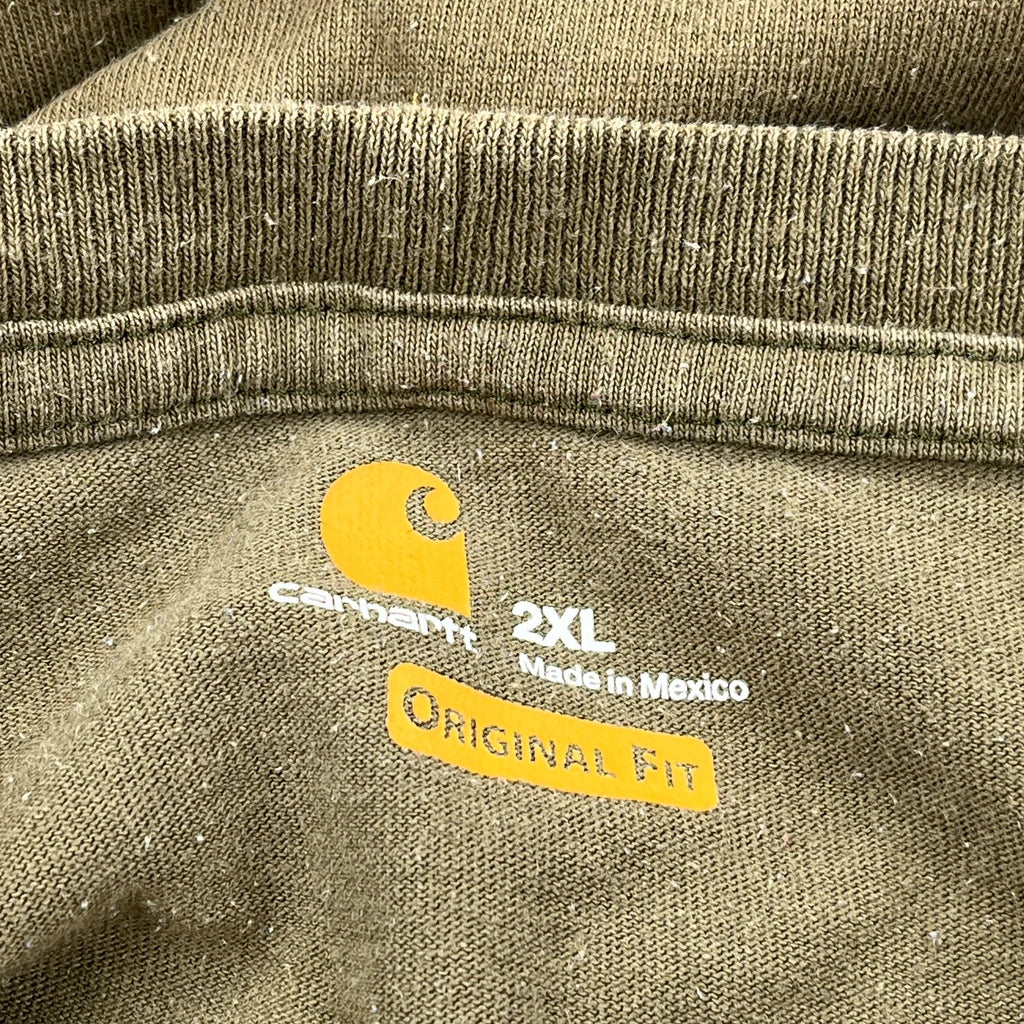 carhartt
2XL
Made in Mexico
ORIGINAL FIT